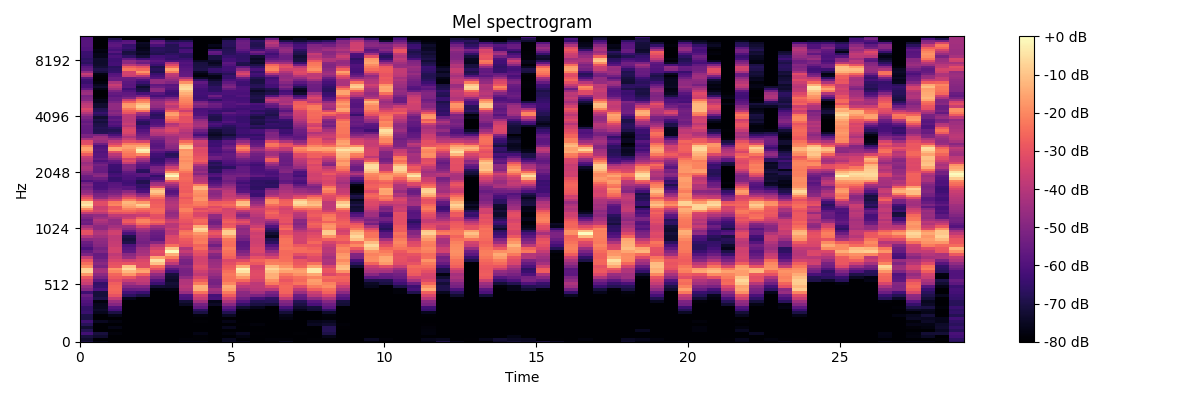 Mel spectrogram
8192
4096
2048
1024
512
0
Hz
0 5 10 15 20 25
Time
+0 dB
-10 dB
-20 dB
-30 dB
-40 dB
-50 dB
-60 dB
-70 dB
-80 dB